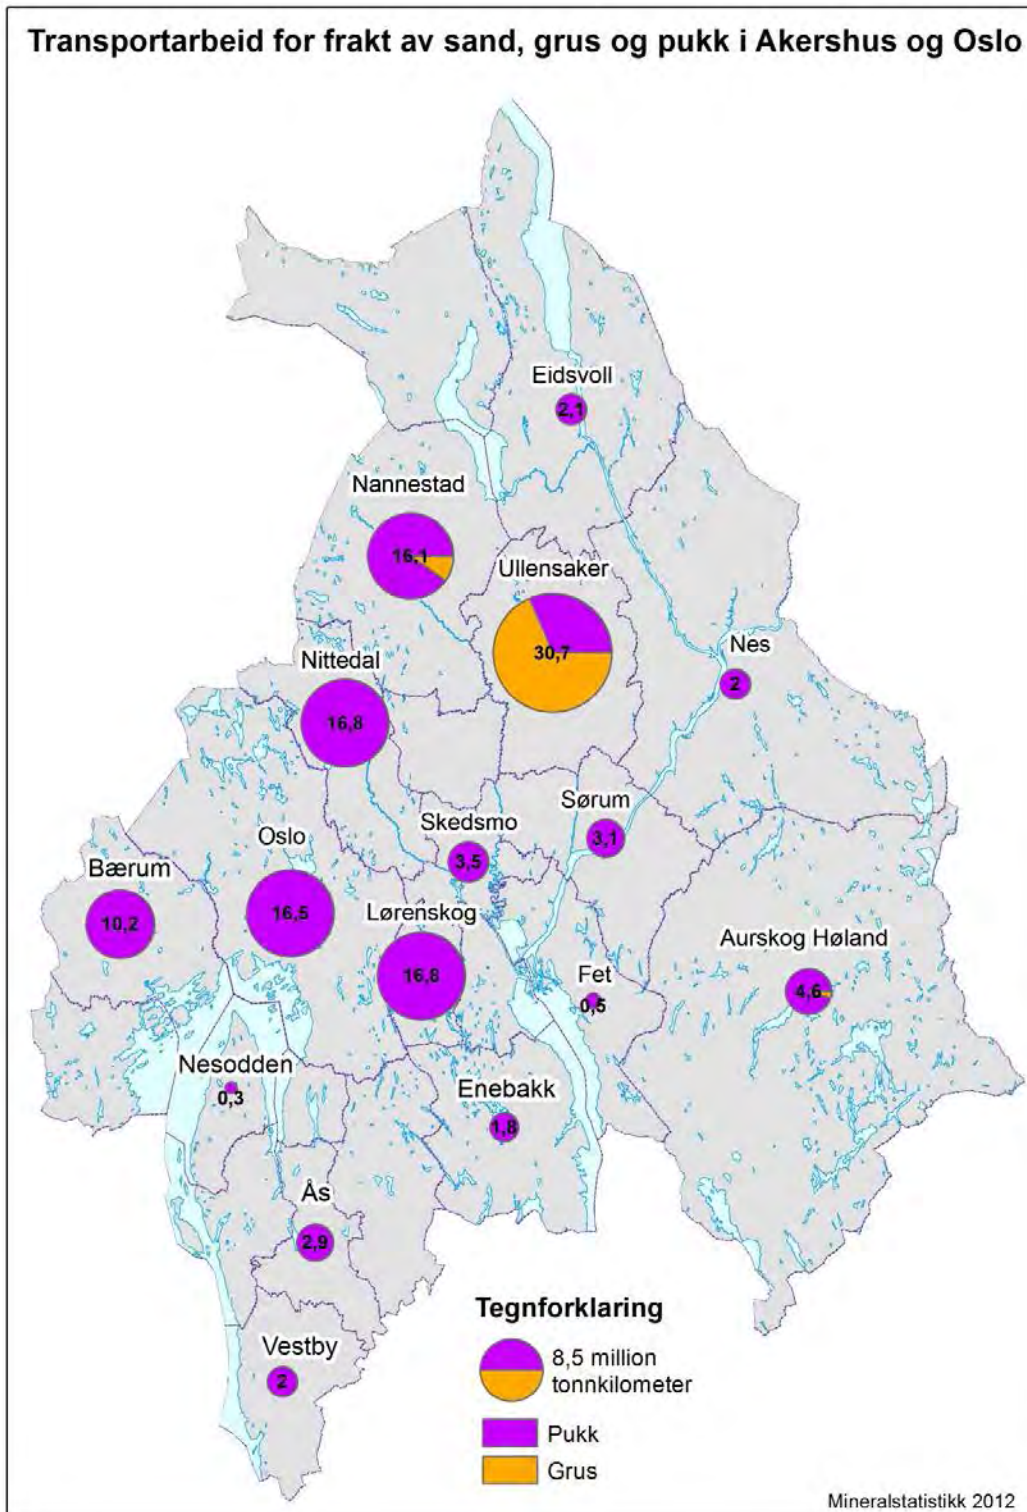 Transportarbeid for frakt av sand, grus og pukk i Akershus og Oslo
Eidsvoll
2,1
Nannestad
16,1
Ullensaker
30,7
Nes
2
Nittedal
16,8
Sørum
3,1
Skedsmo
3,5
Oslo
16,5
Bærum
10,2
Lørenskog
16,8
Aurskog Høland
4,6
Fet
0,5
Nesodden
0,3
Enebakk
1,8
Ås
2,9
Vestby
2
Tegnforklaring
8,5 million
tonnkilometer
Pukk
Grus
Mineralstatistikk 2012